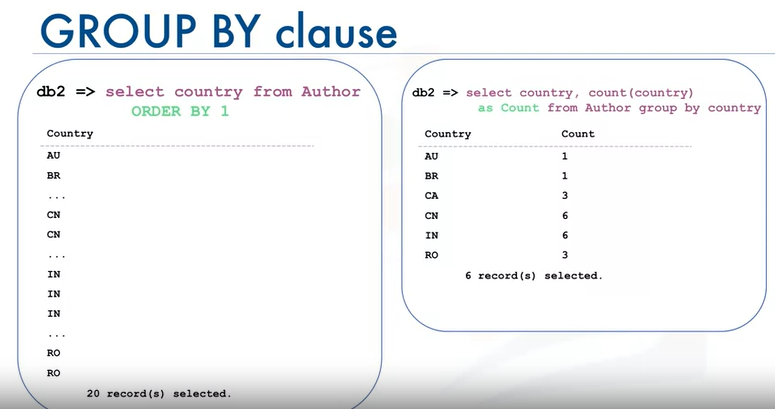 GROUP BY clause
db2 => select country from Author
ORDER BY 1
Country
AU
BR
...
CN
CN
...
IN
IN
IN
...
RO
RO
20 record(s) selected.
db2 => select country, count(country)
as Count from Author group by country
Country Count
AU 1
BR 1
CA 3
CN 6
IN 6
RO 3
6 record(s) selected.